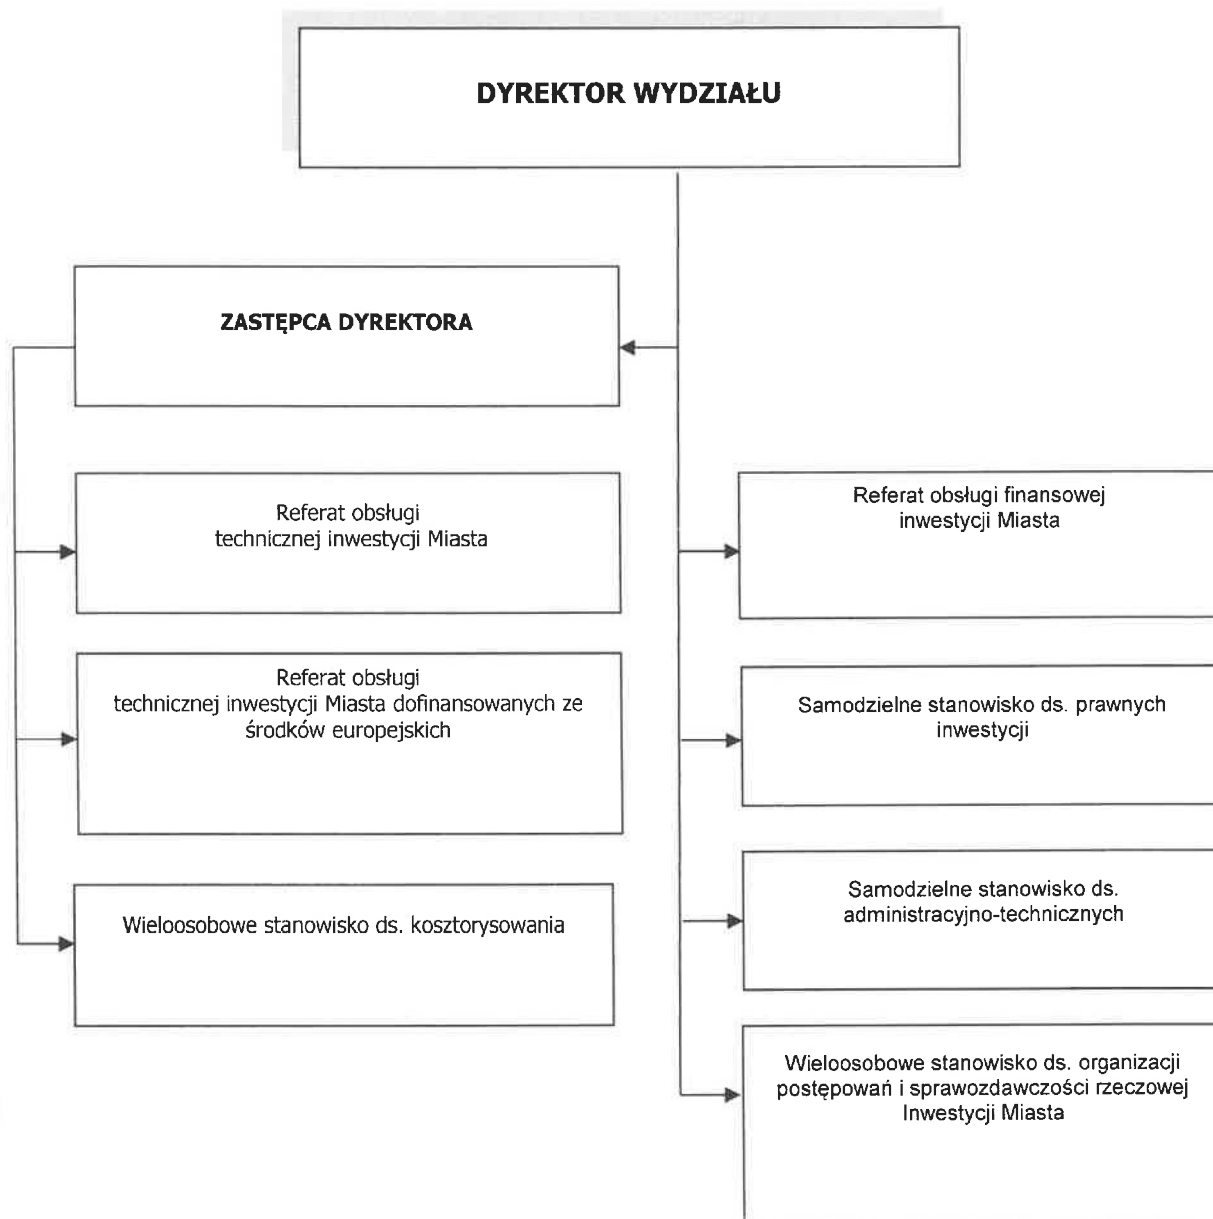 DYREKTOR WYDZIAŁU
ZASTĘPCA DYREKTORA
Referat obsługi
technicznej inwestycji Miasta
Referat obsługi
technicznej inwestycji Miasta dofinansowanych ze
środków europejskich
Wieloosobowe stanowisko ds. kosztorysowania
Referat obsługi finansowej
inwestycji Miasta
Samodzielne stanowisko ds. prawnych
inwestycji
Samodzielne stanowisko ds.
administracyjno-technicznych
Wieloosobowe stanowisko ds. organizacji
postępowań i sprawozdawczości rzeczowej
Inwestycji Miasta